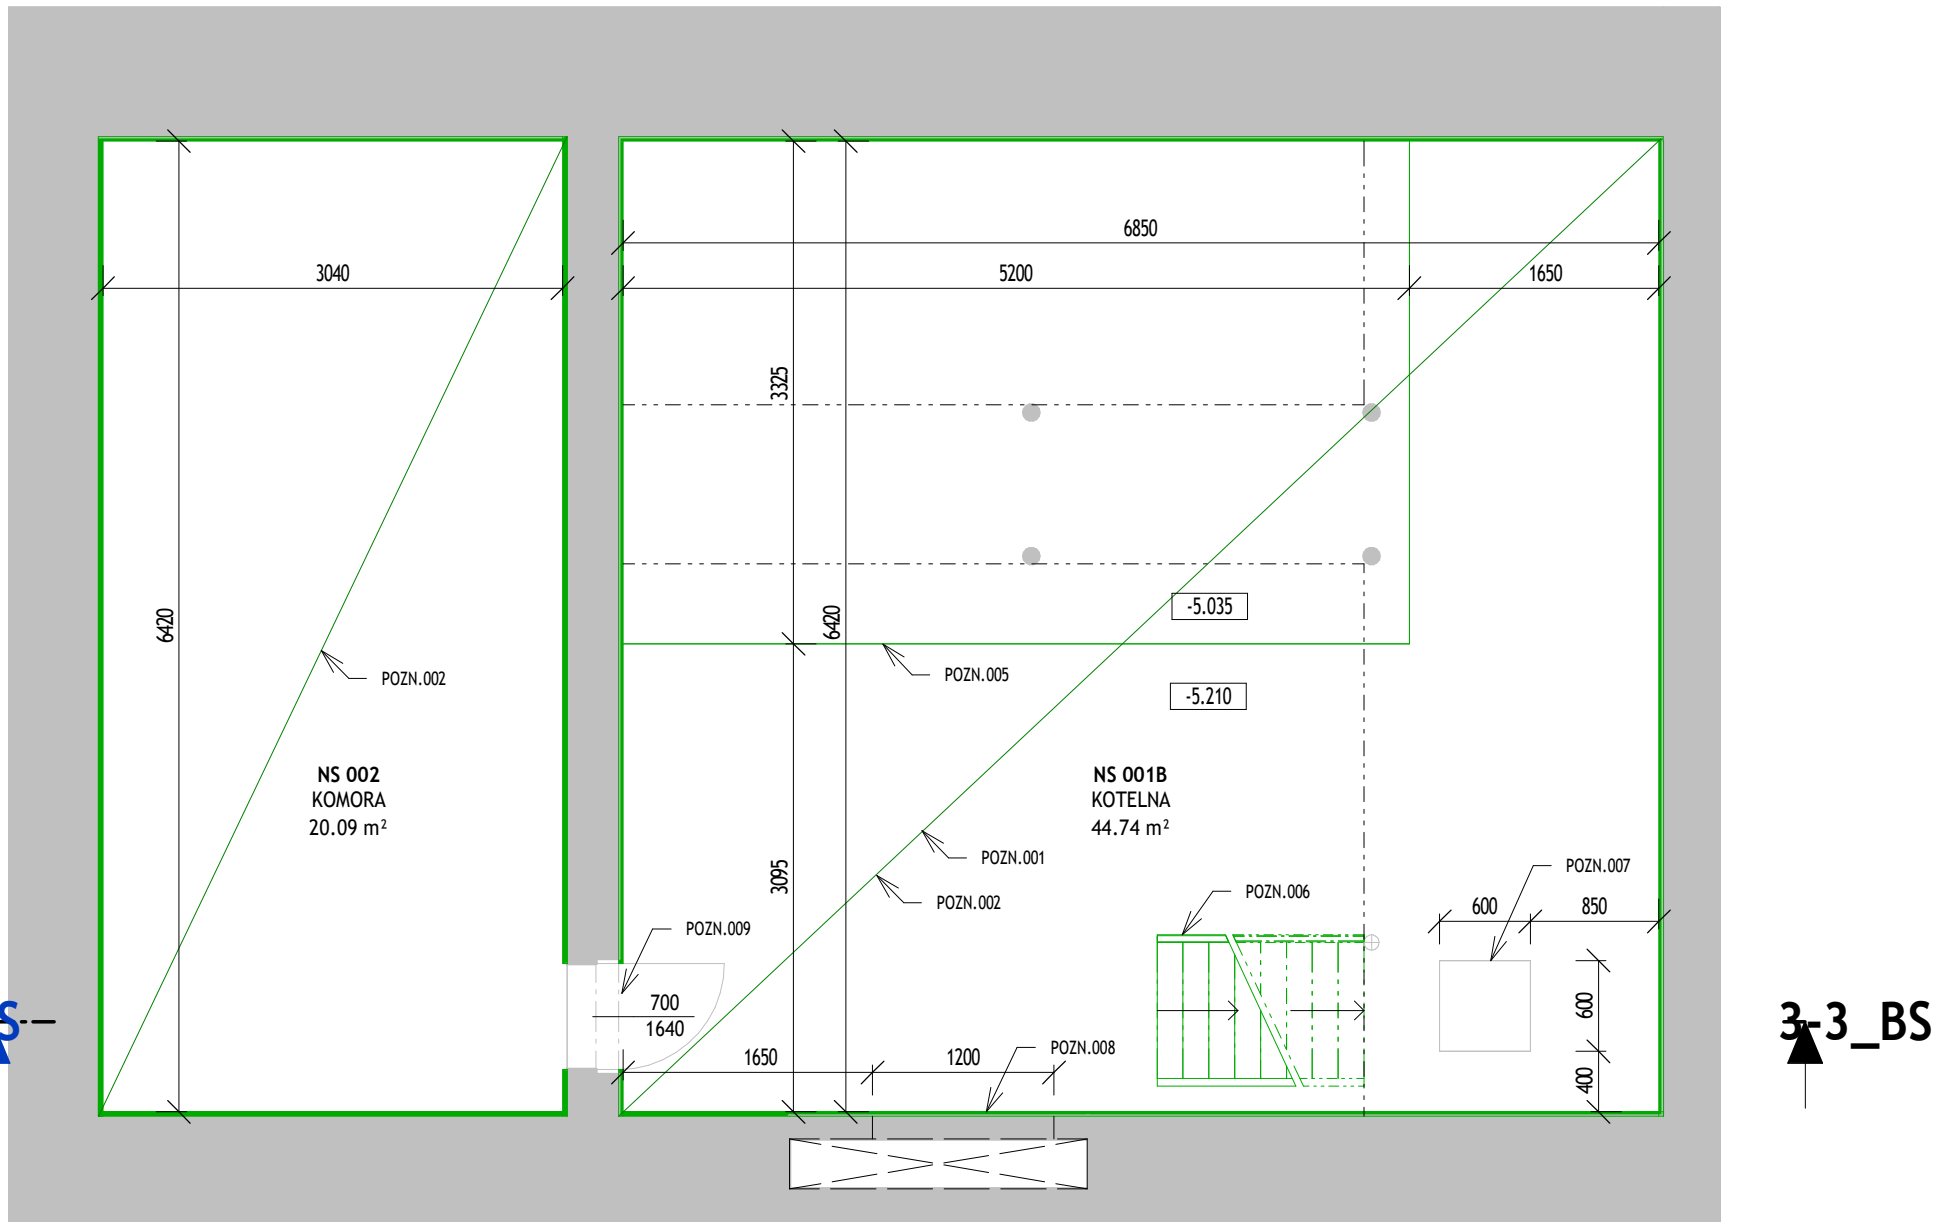 6850
3040
5200
1650
3325
6420
6420
-5.035
POZN.002
POZN.005
-5.210
NS 002
KOMORA
20.09 m²
NS 001B
KOTELNA
44.74 m²
POZN.001
3095
POZN.002
POZN.007
POZN.006
600
850
POZN.009
700
1640
600
S
3-3_BS
1650
1200
POZN.008
400